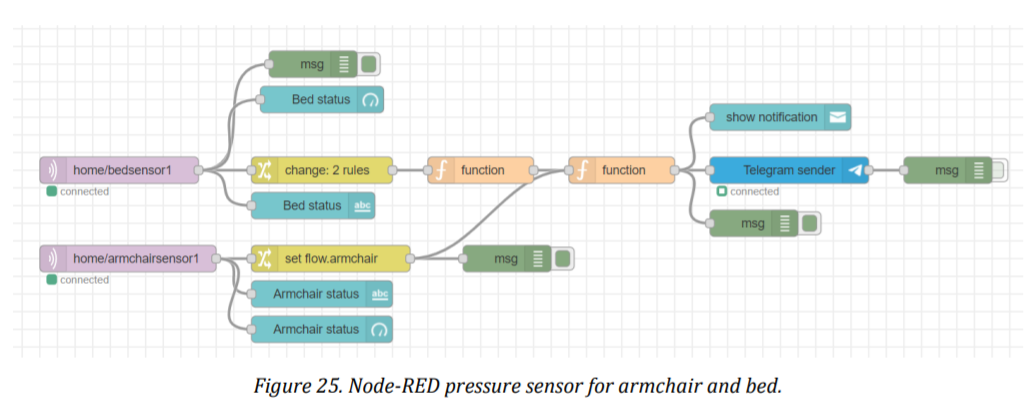 msg
Bed status
show notification
home/bedsensor1
change: 2 rules
function
function
Telegram sender
msg
connected
connected
Bed status
abc
msg
home/armchairsensor1
set flow.armchair
msg
connected
Armchair status
abc
Armchair status
Figure 25. Node-RED pressure sensor for armchair and bed.